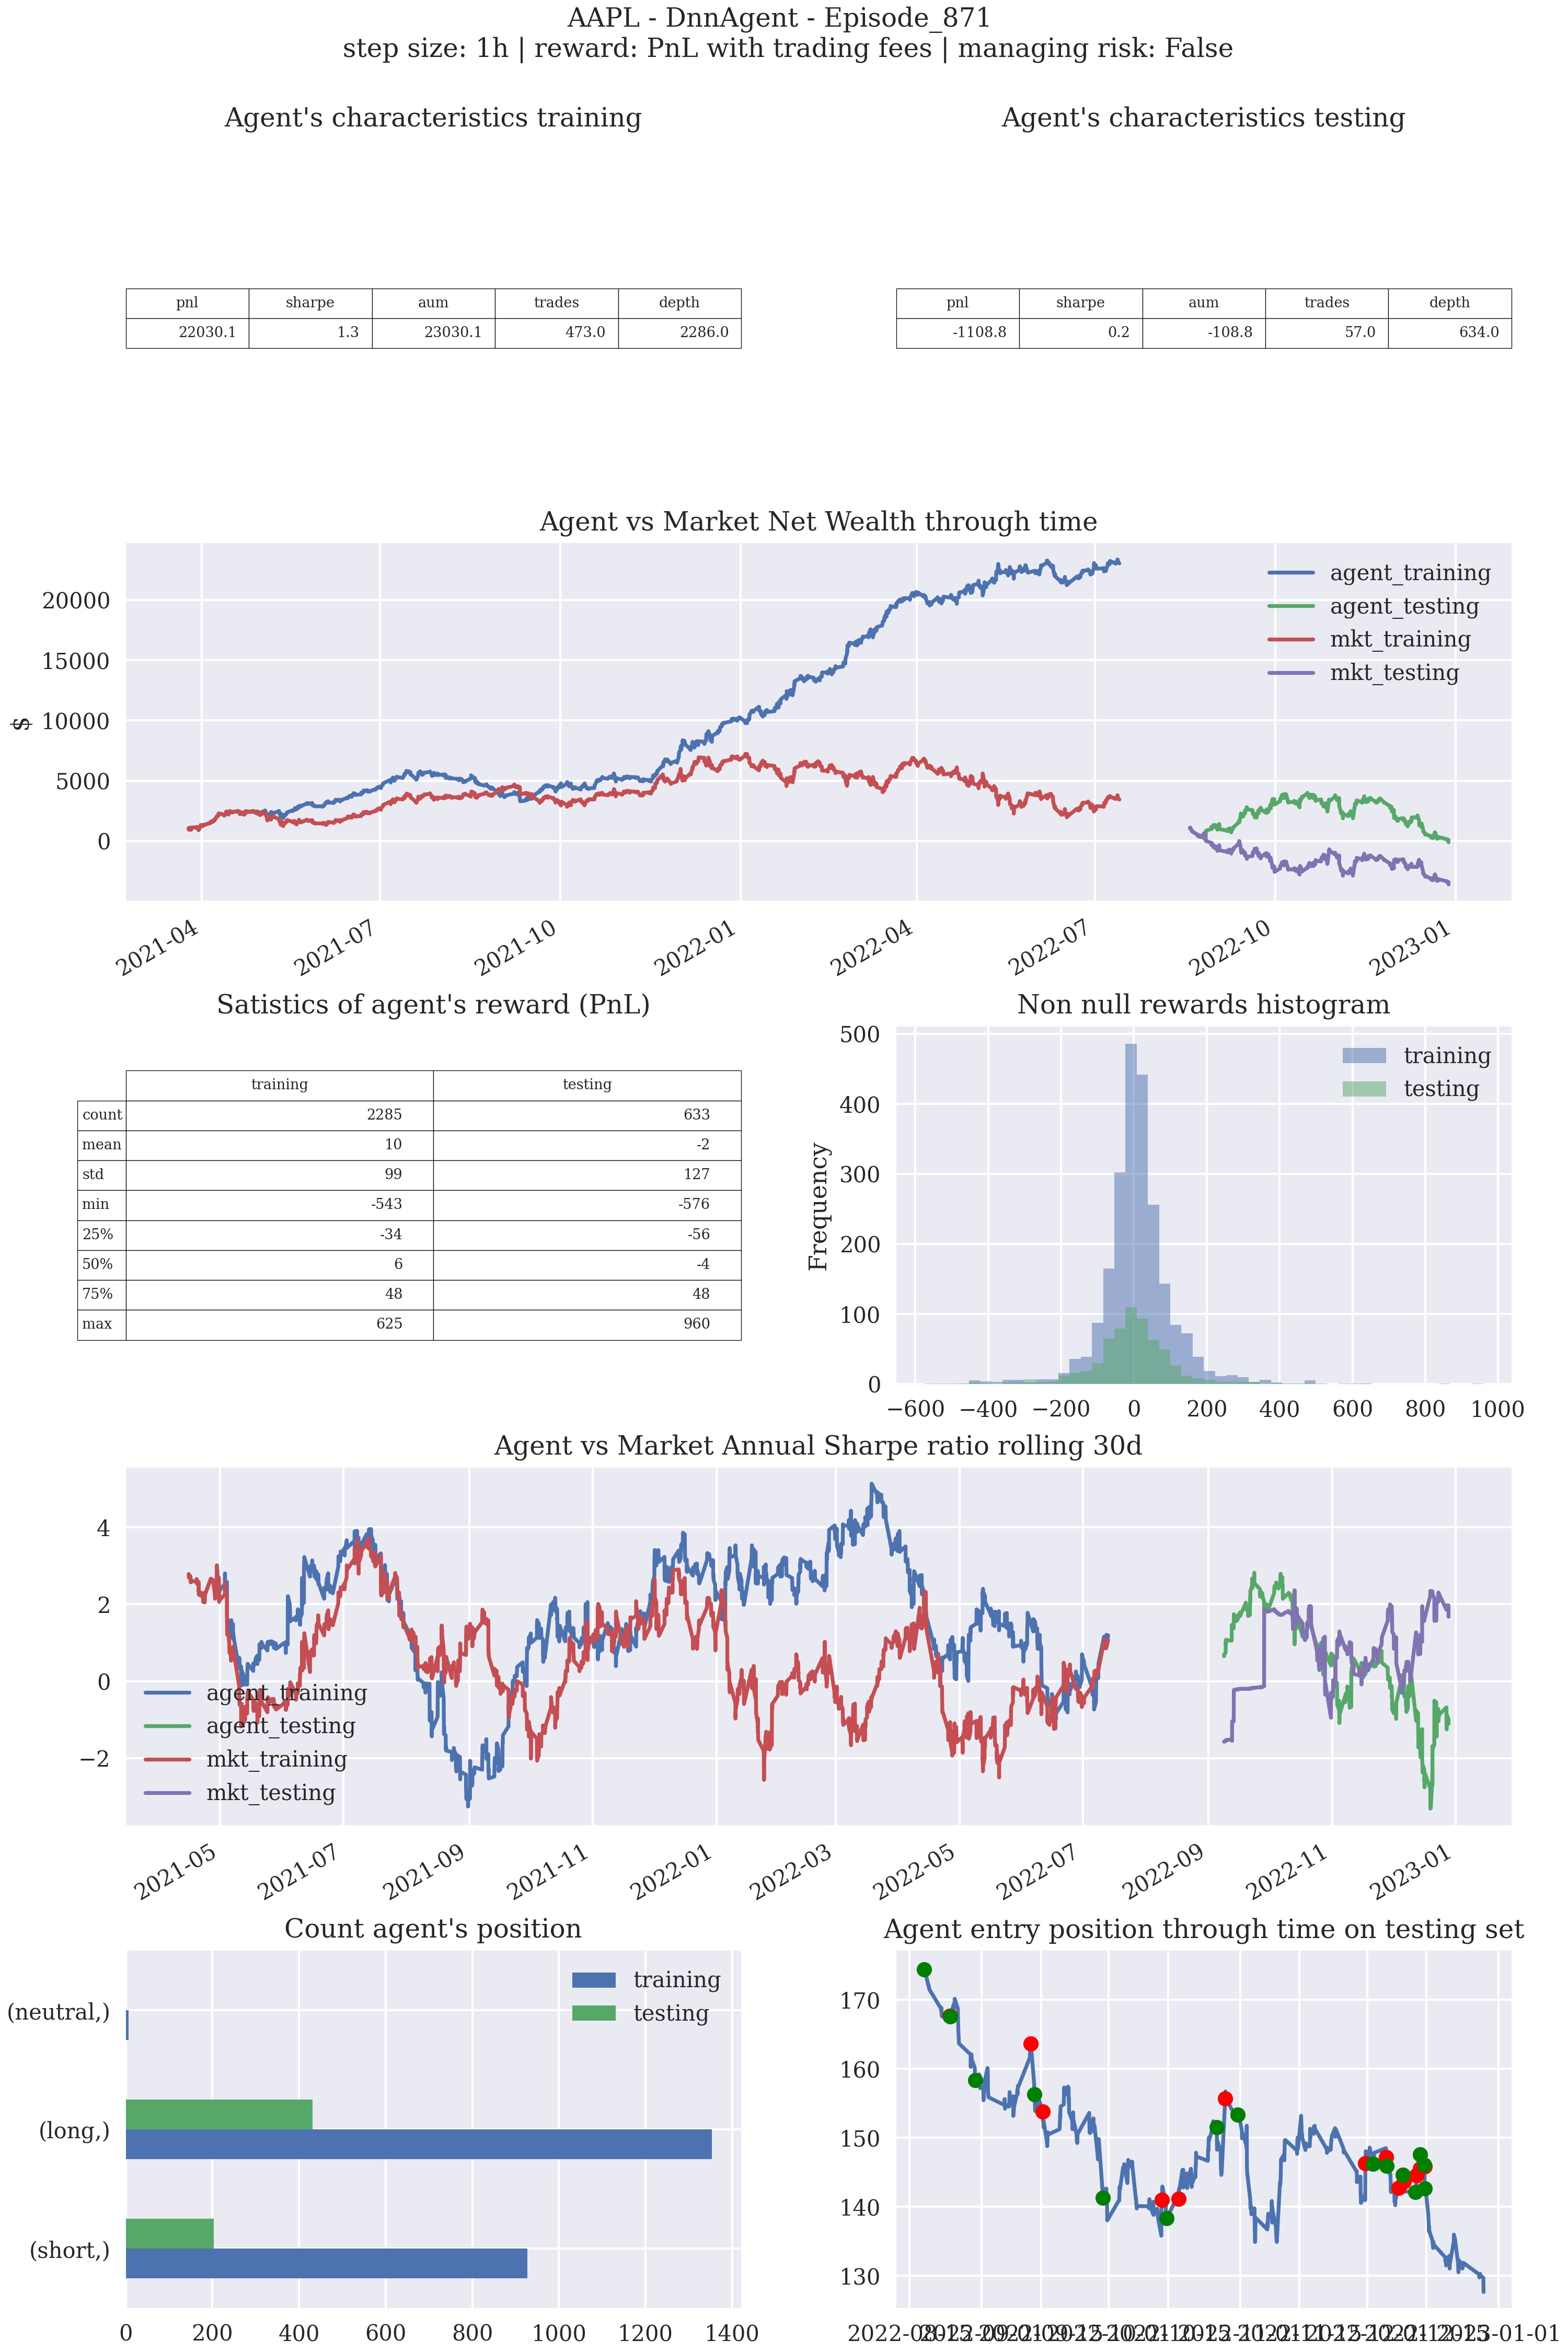 AAPL - DnnAgent - Episode_871
step size: 1h | reward: PnL with trading fees | managing risk: False
Agent's characteristics training
Agent's characteristics testing
pnl sharpe aum trades depth
22030.1 1.3 23030.1 473.0 2286.0
pnl sharpe aum trades depth
-1108.8 0.2 -108.8 57.0 634.0
Agent vs Market Net Wealth through time
$
20000
15000
10000
5000
0
agent_training
agent_testing
mkt_training
mkt_testing
2021-04 2021-07 2021-10 2022-01 2022-04 2022-07 2022-10 2023-01
Satistics of agent's reward (PnL)
training testing
count 2285 633
mean 10 -2
std 99 127
min -543 -576
25% -34 -56
50% 6 -4
75% 48 48
max 625 960
Non null rewards histogram
Frequency
500
400
300
200
100
0
training
testing
−600 −400 −200 0 200 400 600 800 1000
Agent vs Market Annual Sharpe ratio rolling 30d
4
2
0
−2
agent_training
agent_testing
mkt_training
mkt_testing
2021-05 2021-07 2021-09 2021-11 2022-01 2022-03 2022-05 2022-07 2022-09 2022-11 2023-01
Count agent's position
(neutral,)
(long,)
(short,)
training
testing
0 200 400 600 800 1000 1200 1400
Agent entry position through time on testing set
170
160
150
140
130